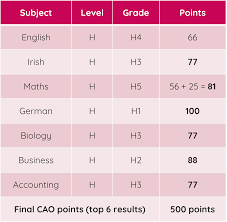 Subject Level Grade Points
English H H4 66
Irish H H3 77
Maths H H5 56 + 25 = 81
German H H1 100
Biology H H3 77
Business H H2 88
Accounting H H3 77
Final CAO points (top 6 results) 500 points